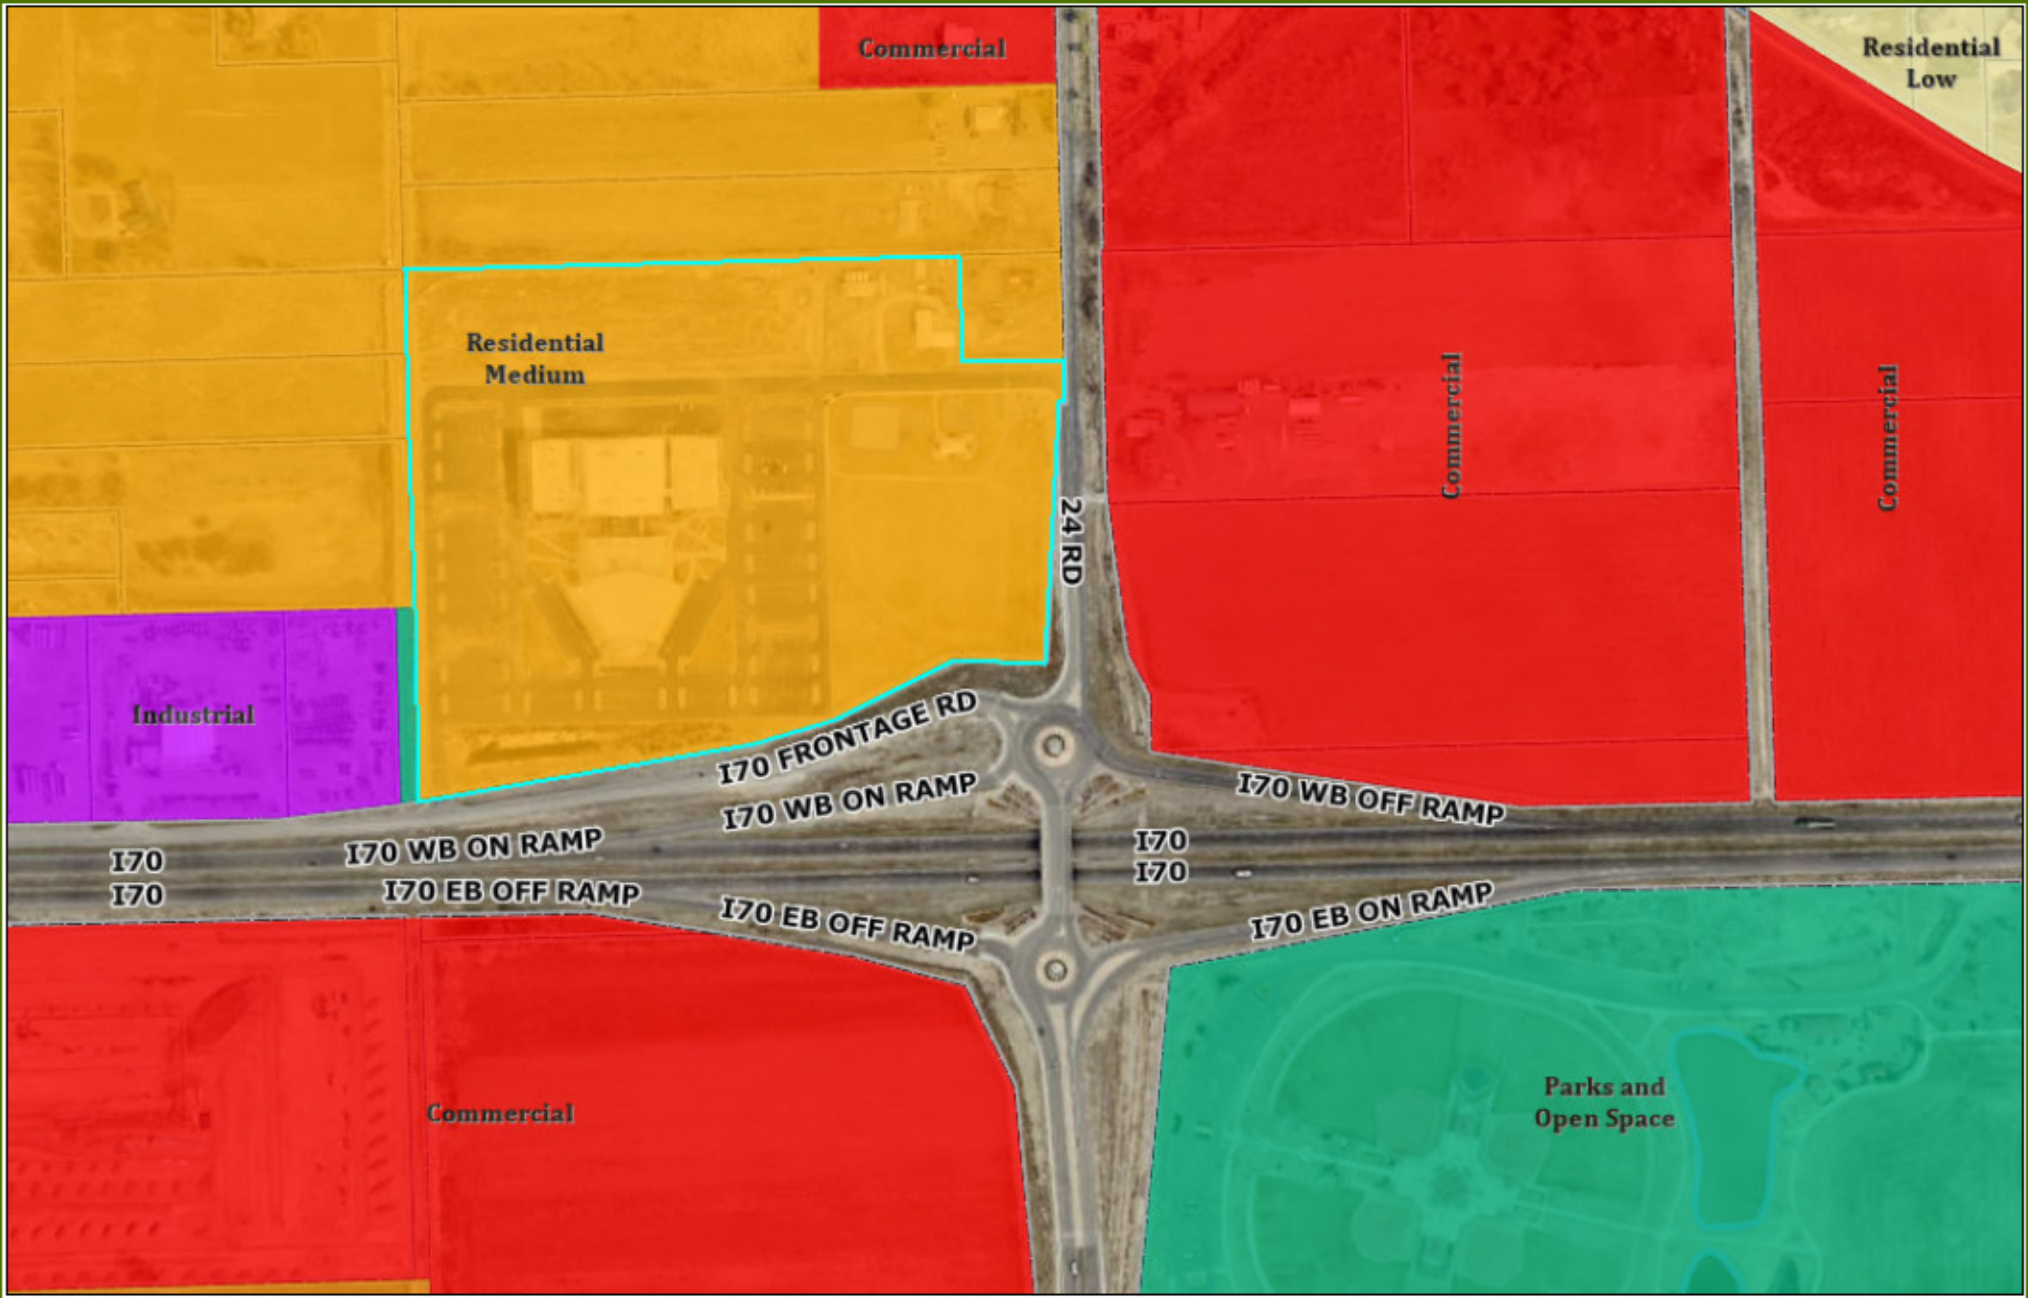 Commercial
Residential
Low
Residential
Medium
Commercial
Commercial
24 RD
Industrial
I70 FRONTAGE RD
I70 WB ON RAMP
I70 WB OFF RAMP
I70 WB ON RAMP
I70
I70
I70
I70
I70 EB OFF RAMP
I70 EB OFF RAMP
I70 EB ON RAMP
Commercial
Parks and
Open Space